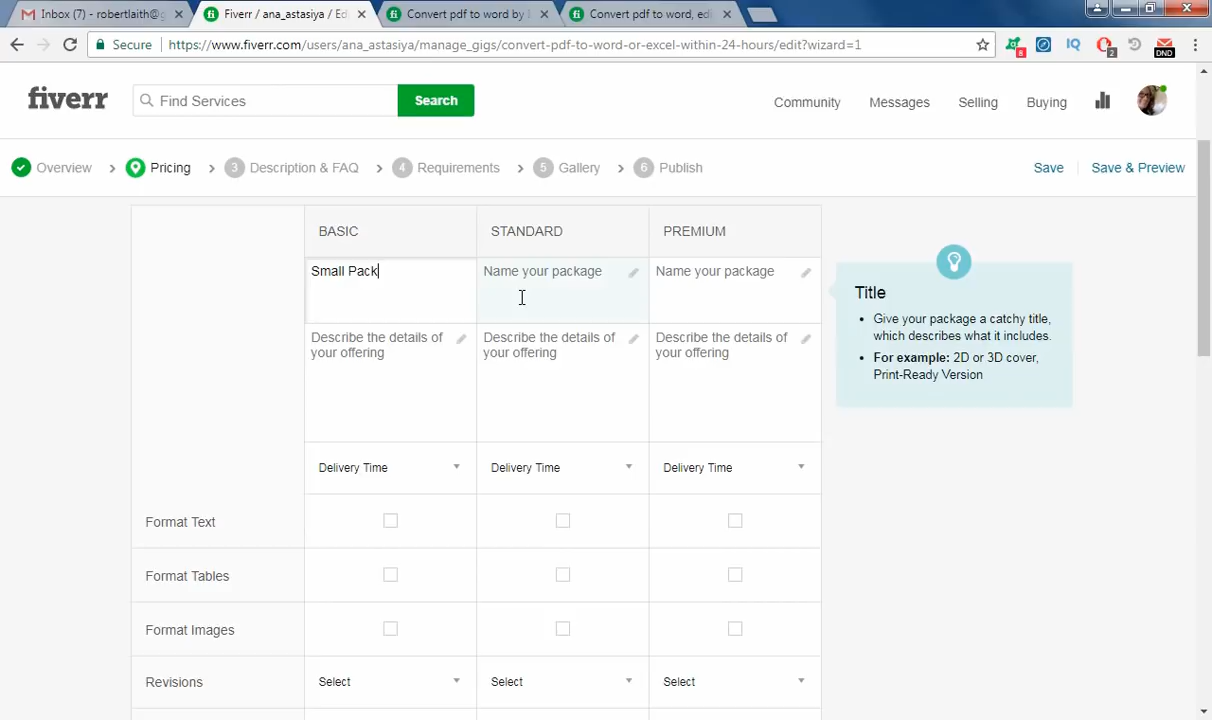 Inbox (7) - robertlaith@g
Fiverr / ana_astasiya / Ed
Convert pdf to word by
Convert pdf to word, edi
Secure
https://www.fiverr.com/users/ana_astasiya/manage_gigs/convert-pdf-to-word-or-excel-within-24-hours/edit?wizard=1
8
IQ
2
DND
fiverr
Find Services
Search
Community
Messages
Selling
Buying
Overview
Pricing
3 Description & FAQ
4 Requirements
5 Gallery
6 Publish
Save
Save & Preview
BASIC
STANDARD
PREMIUM
Small Pack
Name your package
Name your package
Describe the details of
your offering
Describe the details of
your offering
Describe the details of
your offering
Delivery Time
Delivery Time
Delivery Time
Format Text
Format Tables
Format Images
Revisions
Select
Select
Select
Title
• Give your package a catchy title,
which describes what it includes.
• For example: 2D or 3D cover,
Print-Ready Version